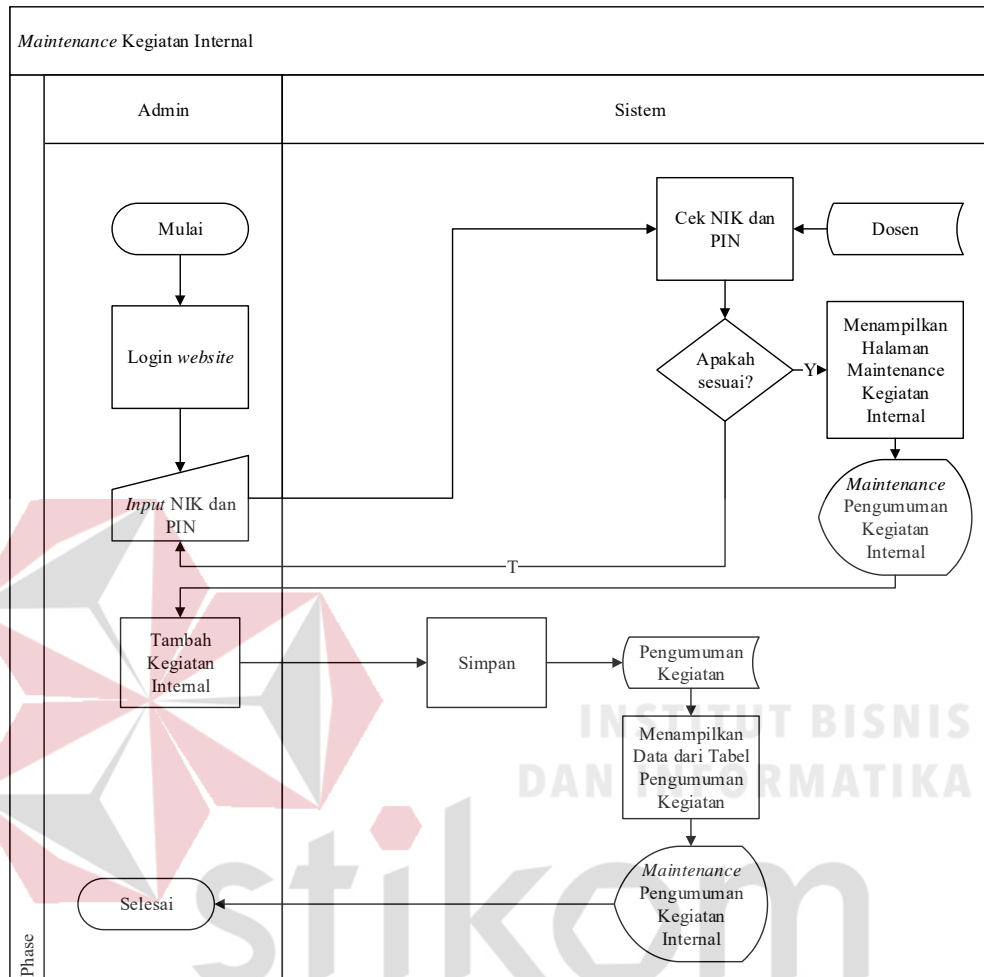 Maintenance Kegiatan Internal
Admin
Sistem
Mulai
Cek NIK dan
PIN
Dosen
Login website
Apakah
sesuai?
Y
Menampilkan
Halaman
Maintenance
Kegiatan
Internal
Input NIK dan
PIN
Maintenance
Pengumuman
Kegiatan
Internal
T
Tambah
Kegiatan
Internal
Simpan
Pengumuman
Kegiatan
INSTITUT BISNIS
DAN INFORMATIKA
Menampilkan
Data dari Tabel
Pengumuman
Kegiatan
stikom
Maintenance
Pengumuman
Kegiatan
Internal
Selesai
Phase